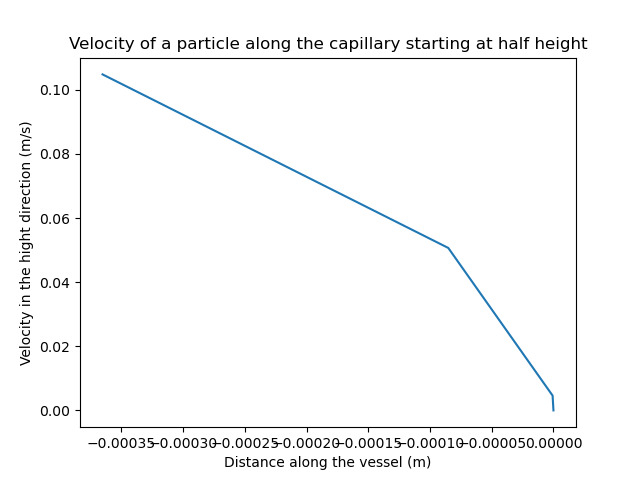 Velocity of a particle along the capillary starting at half height
Velocity in the hight direction (m/s)
0.10
0.08
0.06
0.04
0.02
0.00
−0.00035 −0.00030 −0.00025 −0.00020 −0.00015 −0.00010 −0.00005 0.00000
Distance along the vessel (m)